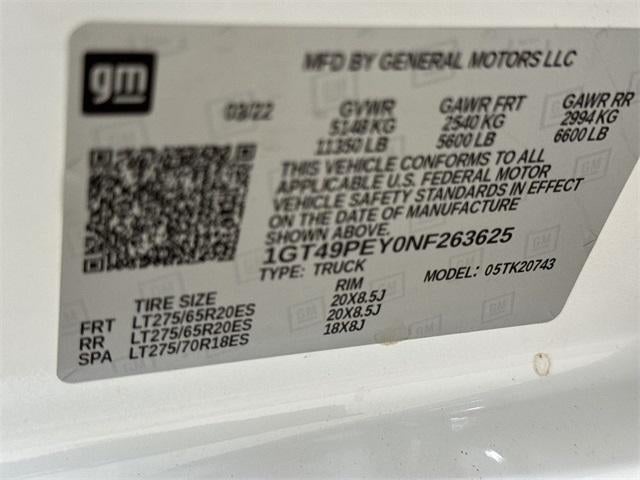 gm
MFD BY GENERAL MOTORS LLC
03/22
GVWR GAWR FRT GAWR RR
5148 KG 2540 KG 2994 KG
11350 LB 5600 LB 6600 LB
THIS VEHICLE CONFORMS TO ALL
APPLICABLE U.S. FEDERAL MOTOR
VEHICLE SAFETY STANDARDS IN EFFECT
ON THE DATE OF MANUFACTURE
SHOWN ABOVE.
1GT49PEY0NF263625
TYPE: TRUCK MODEL: 05TK20743
TIRE SIZE RIM
FRT LT275/65R20ES 20X8.5J
RR LT275/65R20ES 20X8.5J
SPA LT275/70R18ES 18X8J